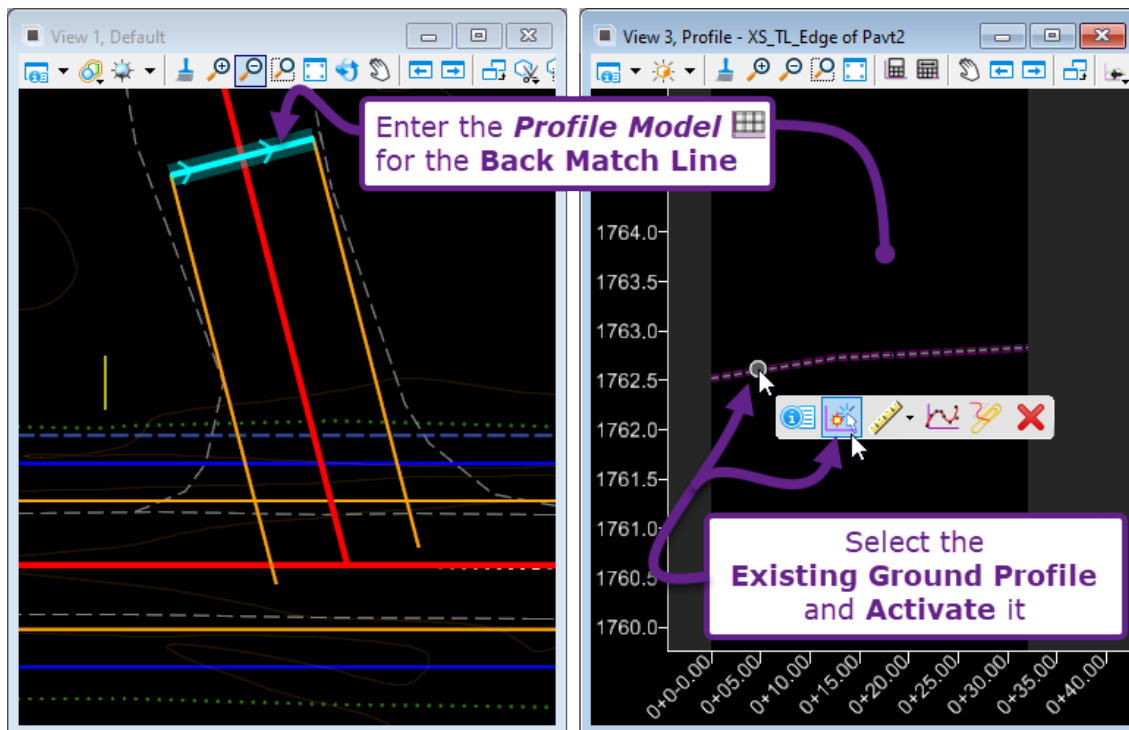 View 1, Default
View 3, Profile - XS_TL_Edge of Pavt2
Enter the Profile Model
for the Back Match Line
1764.0
1763.5
1763.0
1762.5
1762.0
1761.5
1761.0
1760.5
1760.0
Select the
Existing Ground Profile
and Activate it
0+0-0.00
0+05.00
0+10.00
0+15.00
0+20.00
0+25.00
0+30.00
0+35.00
0+40.00